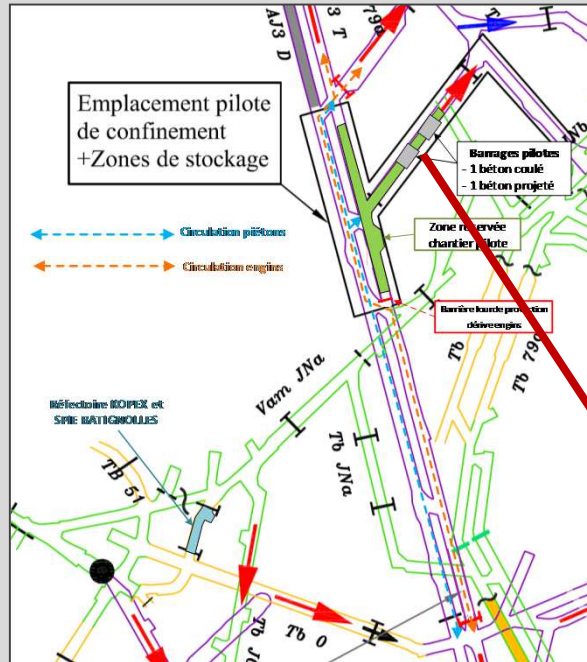 AJ3 D
3 T
79a
T
Emplacement pilote
de confinement
+Zones de stockage
Barrages pilotes
- 1 béton coulé
- 1 béton projeté
Zone réservée
chantier pilote
Circulation piétons
Circulation engins
Barrière lourde protection
dérive engins
Tb
Tb 79a
Vam JNa
Réfectoire KOPEX et
SPIE BATIGNOLLES
TB 51
Tb JNa
Tb 0